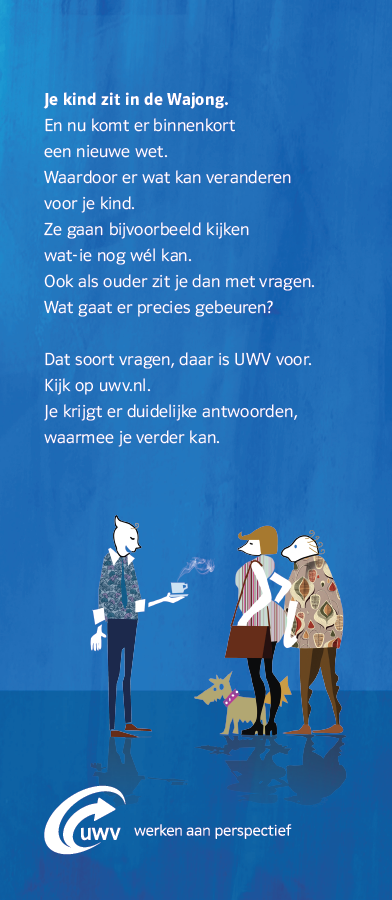 Je kind zit in de Wajong.
En nu komt er binnenkort
een nieuwe wet.
Waardoor er wat kan veranderen
voor je kind.
Ze gaan bijvoorbeeld kijken
wat-ie nog wél kan.
Ook als ouder zit je dan met vragen.
Wat gaat er precies gebeuren?
Dat soort vragen, daar is UWV voor.
Kijk op uwv.nl.
Je krijgt er duidelijke antwoorden,
waarmee je verder kan.
uwv werken aan perspectief